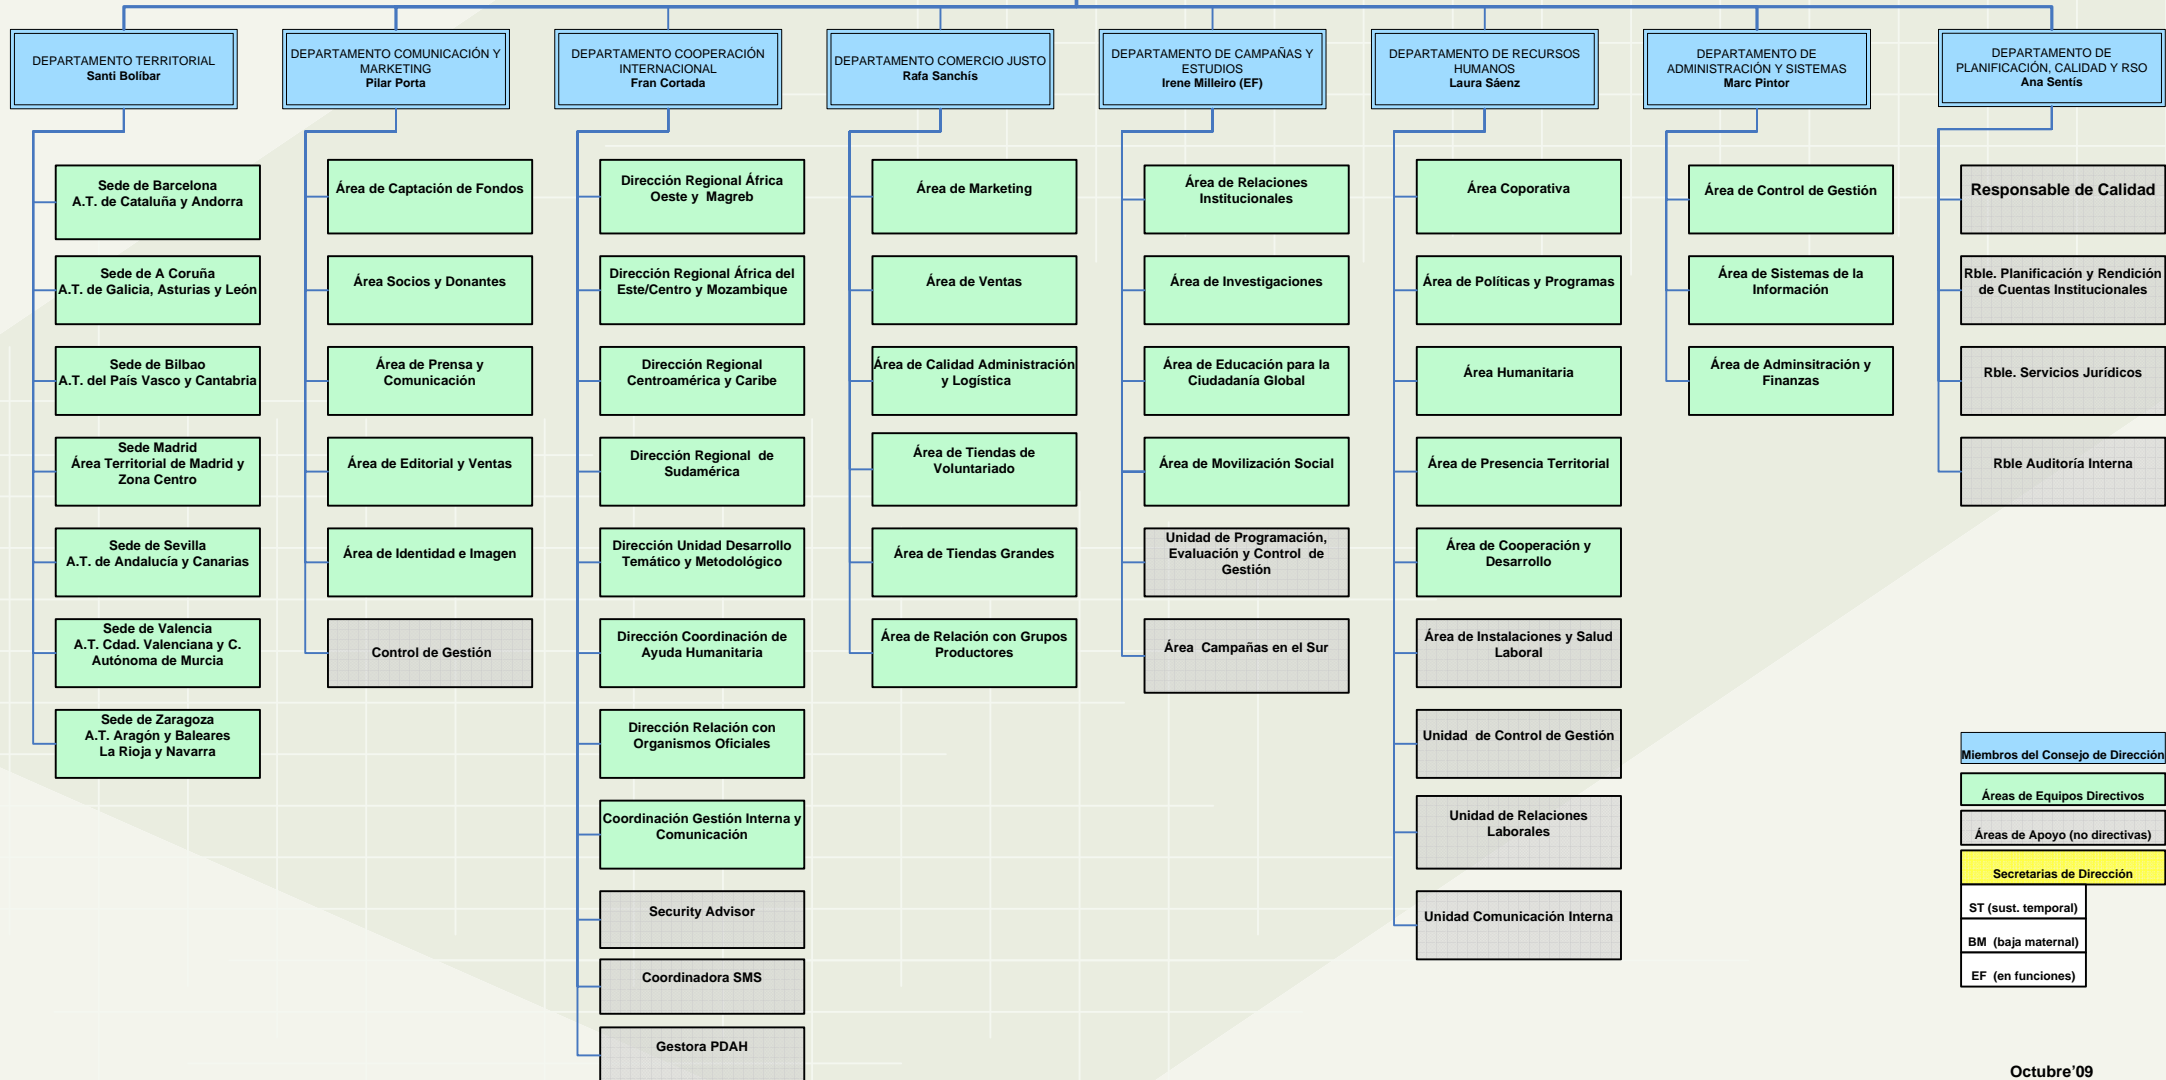 DEPARTAMENTO TERRITORIAL
Santi Bolíbar
DEPARTAMENTO COMUNICACIÓN Y
MARKETING
Pilar Porta
DEPARTAMENTO COOPERACIÓN
INTERNACIONAL
Fran Cortada
DEPARTAMENTO COMERCIO JUSTO
Rafa Sanchís
DEPARTAMENTO DE CAMPAÑAS Y
ESTUDIOS
Irene Milleiro (EF)
DEPARTAMENTO DE RECURSOS
HUMANOS
Laura Sáenz
DEPARTAMENTO DE
ADMINISTRACIÓN Y SISTEMAS
Marc Pintor
DEPARTAMENTO DE
PLANIFICACIÓN, CALIDAD Y RSO
Ana Sentís
Sede de Barcelona
A.T. de Cataluña y Andorra
Sede de A Coruña
A.T. de Galicia, Asturias y León
Sede de Bilbao
A.T. del País Vasco y Cantabria
Sede Madrid
Área Territorial de Madrid y
Zona Centro
Sede de Sevilla
A.T. de Andalucía y Canarias
Sede de Valencia
A.T. Cdad. Valenciana y C.
Autónoma de Murcia
Sede de Zaragoza
A.T. Aragón y Baleares
La Rioja y Navarra
Área de Captación de Fondos
Área Socios y Donantes
Área de Prensa y
Comunicación
Área de Editorial y Ventas
Área de Identidad e Imagen
Control de Gestión
Dirección Regional África
Oeste y Magreb
Dirección Regional África del
Este/Centro y Mozambique
Dirección Regional
Centroamérica y Caribe
Dirección Regional de
Sudamérica
Dirección Unidad Desarrollo
Temático y Metodológico
Dirección Coordinación de
Ayuda Humanitaria
Dirección Relación con
Organismos Oficiales
Coordinación Gestión Interna y
Comunicación
Security Advisor
Coordinadora SMS
Gestora PDAH
Área de Marketing
Área de Ventas
Área de Calidad Administración
y Logística
Área de Tiendas de
Voluntariado
Área de Tiendas Grandes
Área de Relación con Grupos
Productores
Área de Relaciones
Institucionales
Área de Investigaciones
Área de Educación para la
Ciudadanía Global
Área de Movilización Social
Unidad de Programación,
Evaluación y Control de
Gestión
Área Campañas en el Sur
Área Coporativa
Área de Políticas y Programas
Área Humanitaria
Área de Presencia Territorial
Área de Cooperación y
Desarrollo
Área de Instalaciones y Salud
Laboral
Unidad de Control de Gestión
Unidad de Relaciones
Laborales
Unidad Comunicación Interna
Área de Control de Gestión
Área de Sistemas de la
Información
Área de Adminsitración y
Finanzas
Responsable de Calidad
Rble. Planificación y Rendición
de Cuentas Institucionales
Rble. Servicios Jurídicos
Rble Auditoría Interna
Miembros del Consejo de Dirección
Áreas de Equipos Directivos
Áreas de Apoyo (no directivas)
Secretarias de Dirección
ST (sust. temporal)
BM (baja maternal)
EF (en funciones)
Octubre'09